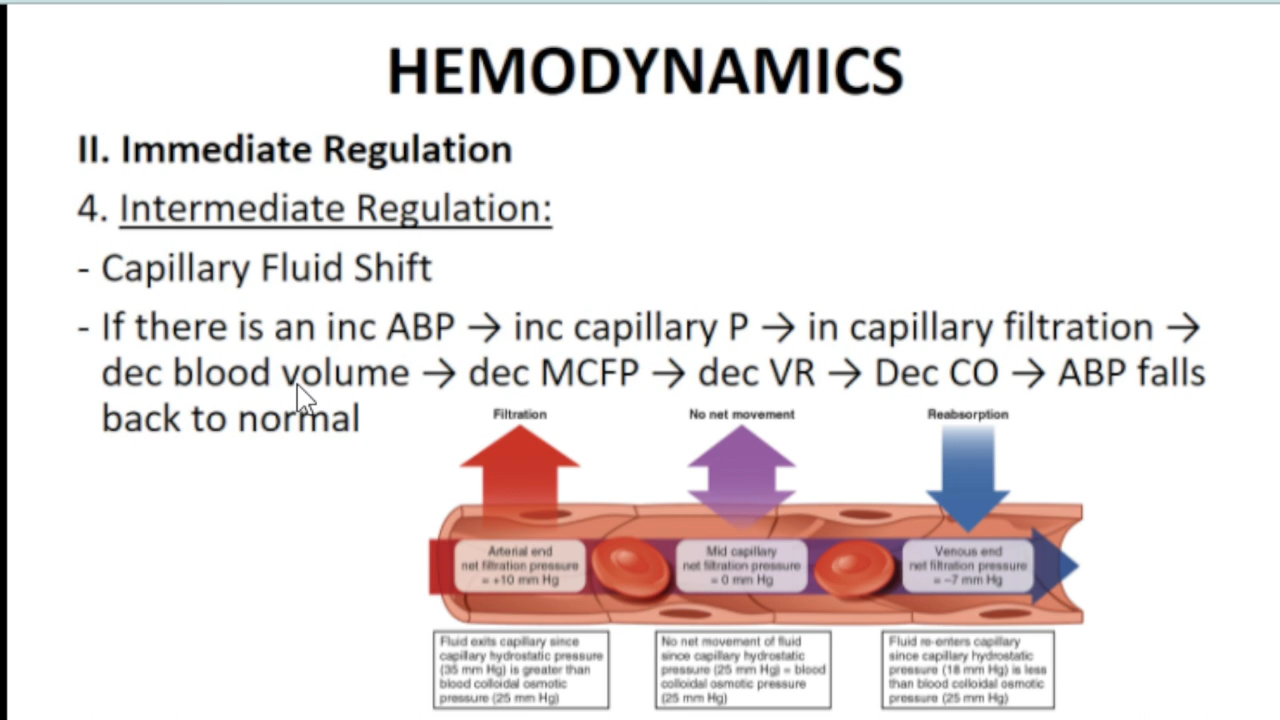 HEMODYNAMICS
II. Immediate Regulation
4. Intermediate Regulation:
- Capillary Fluid Shift
- If there is an inc ABP → inc capillary P → in capillary filtration →
dec blood volume → dec MCFP → dec VR → Dec CO → ABP falls
back to normal
Filtration
No net movement
Reabsorption
Arterial end
net filtration pressure
= +10 mm Hg
Mid capillary
net filtration pressure
= 0 mm Hg
Venous end
net filtration pressure
= –7 mm Hg
Fluid exits capillary since
capillary hydrostatic pressure
(35 mm Hg) is greater than
blood colloidal osmotic
pressure (25 mm Hg)
No net movement of fluid
since capillary hydrostatic
pressure (25 mm Hg) = blood
colloidal osmotic pressure
(25 mm Hg)
Fluid re-enters capillary
since capillary hydrostatic
pressure (18 mm Hg) is less
than blood colloidal osmotic
pressure (25 mm Hg)